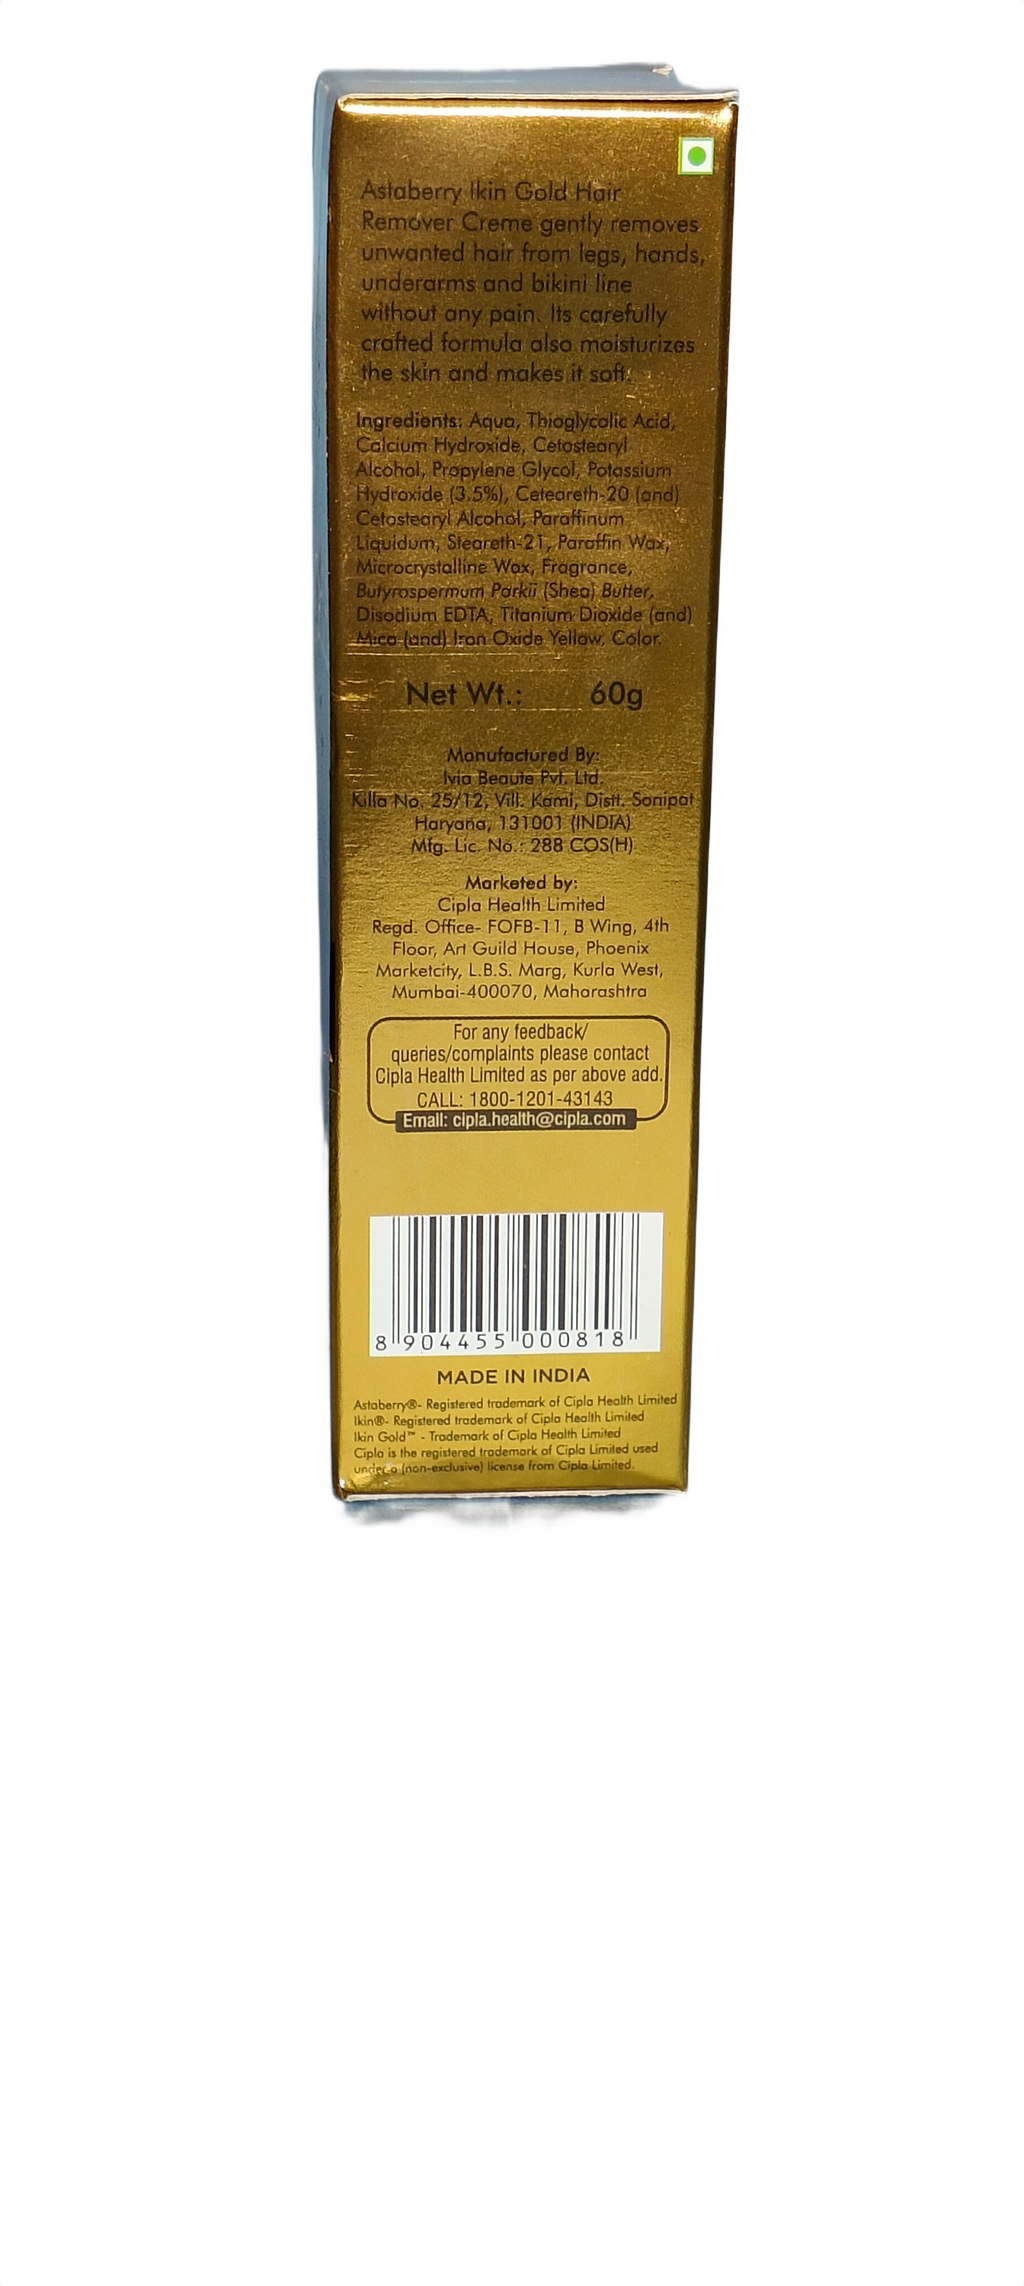 Astaberry Ikin Gold Hair
Remover Creme gently removes
unwanted hair from legs, hands,
underarms and bikini line
without any pain. Its carefully
crafted formula also moisturizes
the skin and makes it soft.
Ingredients: Aqua, Thioglycolic Acid,
Calcium Hydroxide, Cetostearyl
Alcohol, Propylene Glycol, Potassium
Hydroxide (3.5%), Ceteareth-20 (and)
Cetostearyl Alcohol, Paraffinum
Liquidum, Steareth-21, Paraffin Wax,
Microcrystalline Wax, Fragrance,
Butyrospermum Parkii (Shea) Butter,
Disodium EDTA, Titanium Dioxide (and)
Mica (and) Iron Oxide Yellow, Color.
Net Wt.: 60g
Manufactured By:
Ivia Beaute Pvt. Ltd.
Killa No. 25/12, Vill. Kami, Distt. Sonipat
Haryana, 131001 (INDIA)
Mfg. Lic. No.: 288 COS(H)
Marketed by:
Cipla Health Limited
Regd. Office- FOFB-11, B Wing, 4th
Floor, Art Guild House, Phoenix
Marketcity, L.B.S. Marg, Kurla West,
Mumbai-400070, Maharashtra
For any feedback/
queries/complaints please contact
Cipla Health Limited as per above add.
CALL: 1800-1201-43143
Email: cipla.health@cipla.com
8 904455 000818
MADE IN INDIA
Astaberry®- Registered trademark of Cipla Health Limited
Ikin®- Registered trademark of Cipla Health Limited
Ikin Gold™ - Trademark of Cipla Health Limited
Cipla is the registered trademark of Cipla Limited used
under a (non-exclusive) license from Cipla Limited.